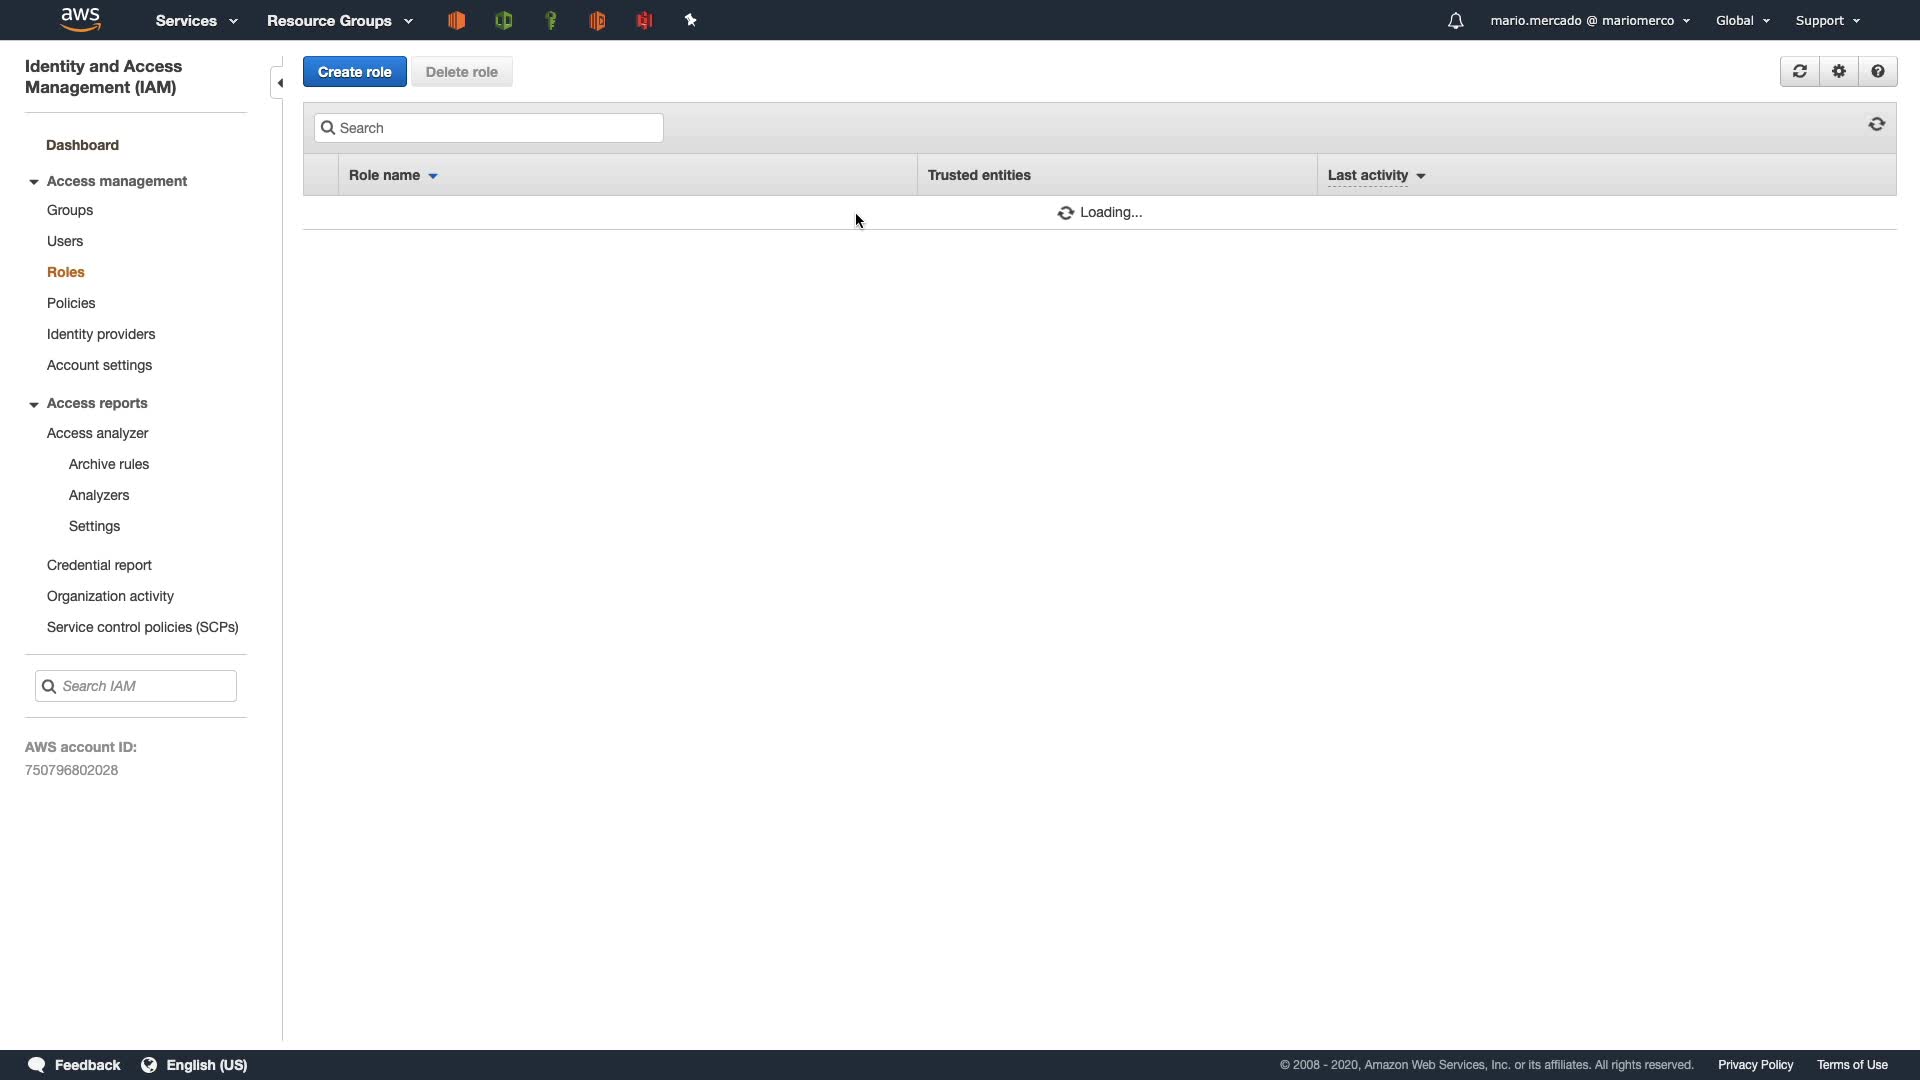 aws
Services
Resource Groups
mario.mercado @ mariomerco
Global
Support
Identity and Access
Management (IAM)
Dashboard
Access management
Groups
Users
Roles
Policies
Identity providers
Account settings
Access reports
Access analyzer
Archive rules
Analyzers
Settings
Credential report
Organization activity
Service control policies (SCPs)
Search IAM
AWS account ID:
750796802028
Create role
Delete role
Search
Role name
Trusted entities
Last activity
Loading...
Feedback
English (US)
© 2008 - 2020, Amazon Web Services, Inc. or its affiliates. All rights reserved.
Privacy Policy
Terms of Use